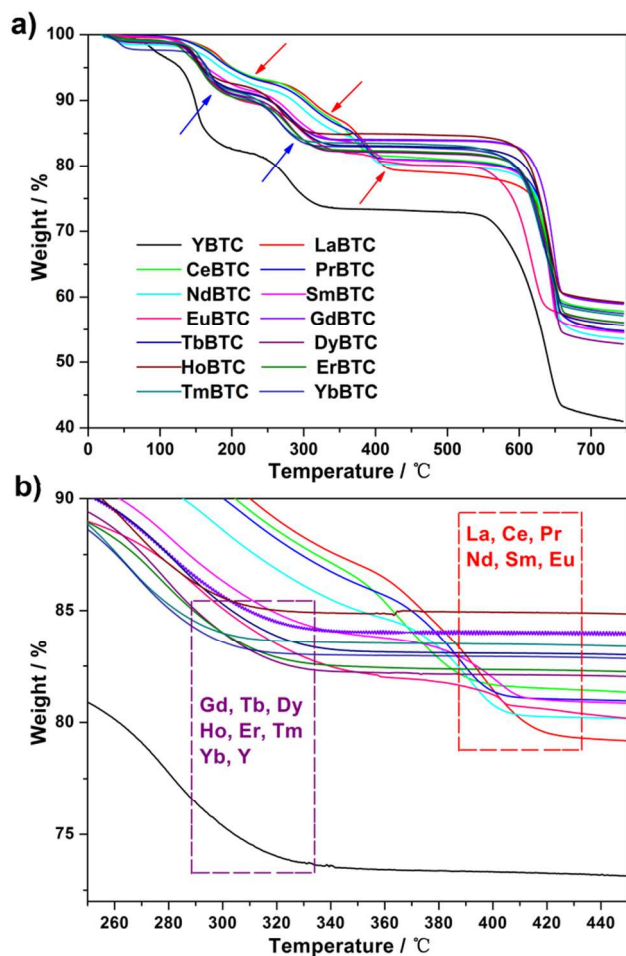 a)
100
90
80
70
60
50
40
Weight / %
YBTC LaBTC
CeBTC PrBTC
NdBTC SmBTC
EuBTC GdBTC
TbBTC DyBTC
HoBTC ErBTC
TmBTC YbBTC
0 100 200 300 400 500 600 700
Temperature / ℃
b)
90
85
80
75
Weight / %
La, Ce, Pr
Nd, Sm, Eu
Gd, Tb, Dy
Ho, Er, Tm
Yb, Y
260 280 300 320 340 360 380 400 420 440
Temperature / ℃